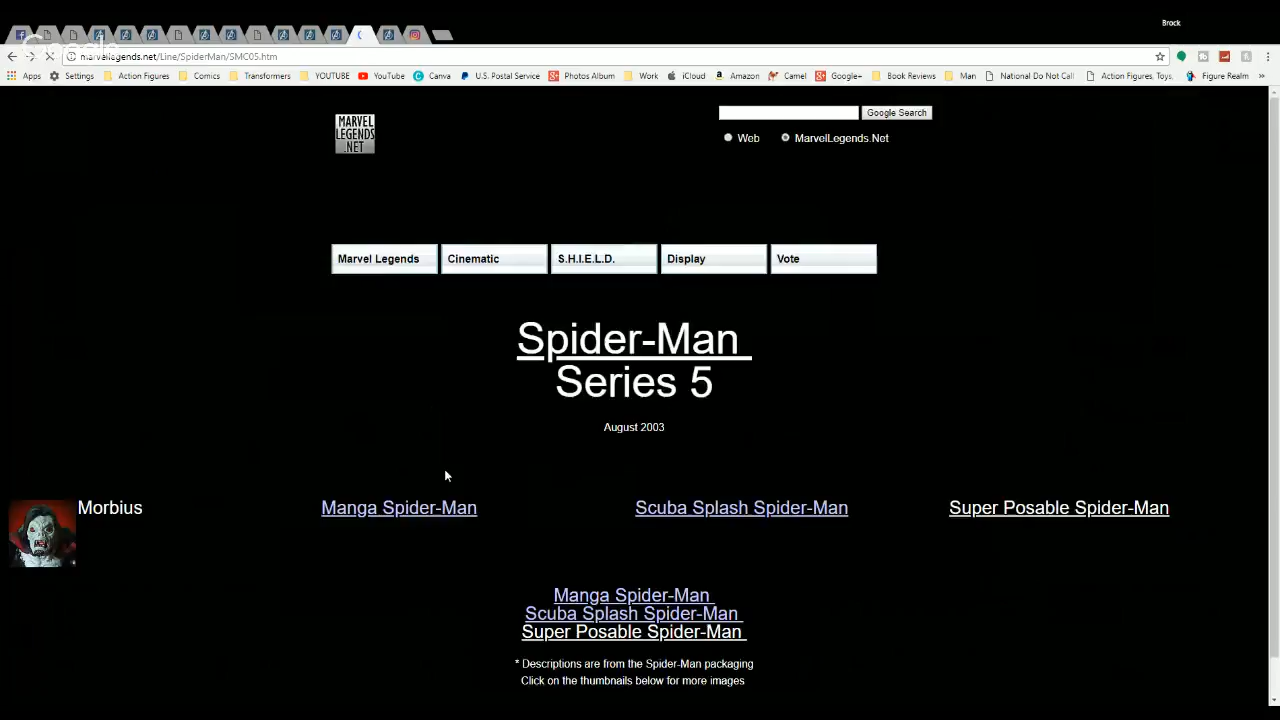 Brock
Google
marvellegends.net/Line/SpiderMan/SMC05.htm
Apps Settings Action Figures Comics Transformers YOUTUBE YouTube Canva U.S. Postal Service Photos Album Work iCloud Amazon Camel Google+ Book Reviews Man National Do Not Call Action Figures, Toys, Figure Realm »
MARVEL
LEGENDS
.NET
Google Search
Web MarvelLegends.Net
Marvel Legends Cinematic S.H.I.E.L.D. Display Vote
Spider-Man
Series 5
August 2003
Morbius Manga Spider-Man Scuba Splash Spider-Man Super Posable Spider-Man
Manga Spider-Man
Scuba Splash Spider-Man
Super Posable Spider-Man
* Descriptions are from the Spider-Man packaging
Click on the thumbnails below for more images